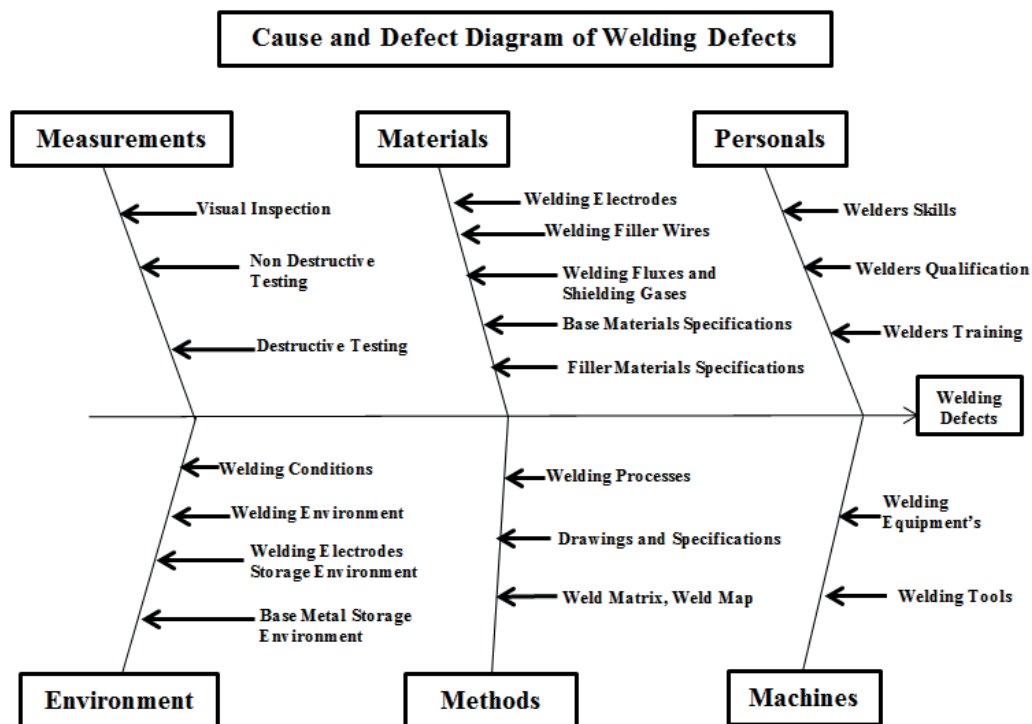 Cause and Defect Diagram of Welding Defects
Measurements
Materials
Personals
Visual Inspection
Non Destructive
Testing
Destructive Testing
Welding Electrodes
Welding Filler Wires
Welding Fluxes and
Shielding Gases
Base Materials Specifications
Filler Materials Specifications
Welders Skills
Welders Qualification
Welders Training
Welding
Defects
Welding Conditions
Welding Environment
Welding Electrodes
Storage Environment
Base Metal Storage
Environment
Welding Processes
Drawings and Specifications
Weld Matrix, Weld Map
Welding
Equipment's
Welding Tools
Environment
Methods
Machines